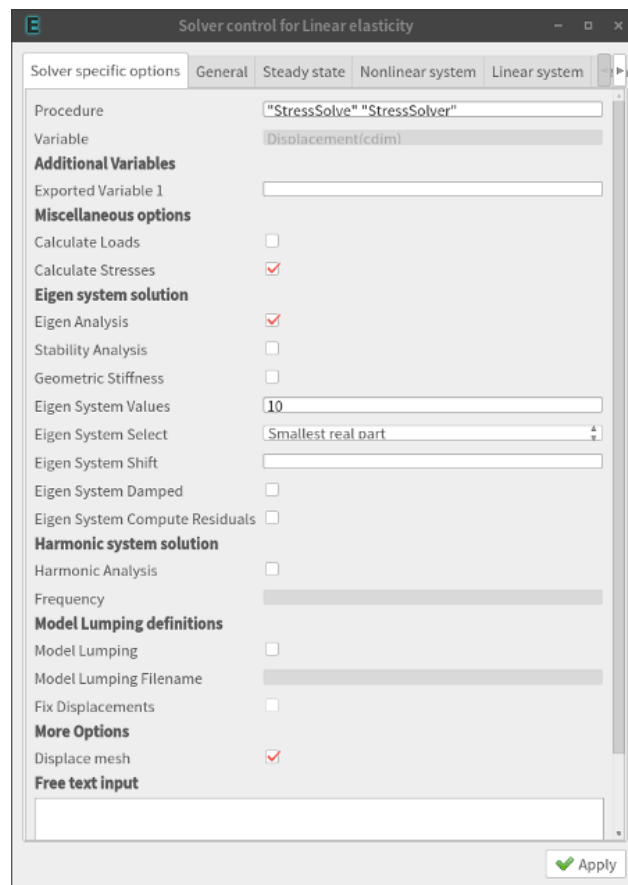 Solver control for Linear elasticity
Solver specific options General Steady state Nonlinear system Linear system
Procedure "StressSolve" "StressSolver"
Variable Displacement(cdim)
Additional Variables
Exported Variable 1
Miscellaneous options
Calculate Loads
Calculate Stresses
Eigen system solution
Eigen Analysis
Stability Analysis
Geometric Stiffness
Eigen System Values 10
Eigen System Select Smallest real part
Eigen System Shift
Eigen System Damped
Eigen System Compute Residuals
Harmonic system solution
Harmonic Analysis
Frequency
Model Lumping definitions
Model Lumping
Model Lumping Filename
Fix Displacements
More Options
Displace mesh
Free text input
Apply